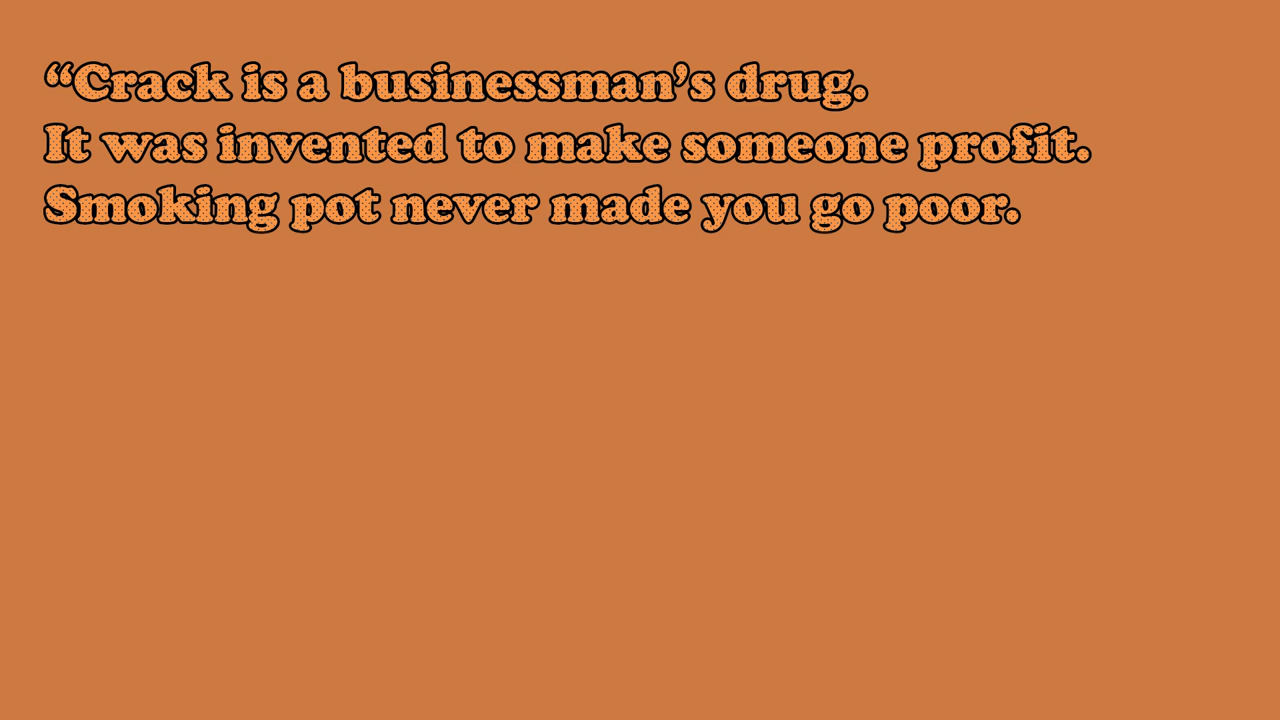 “Crack is a businessman’s drug.
It was invented to make someone profit.
Smoking pot never made you go poor.